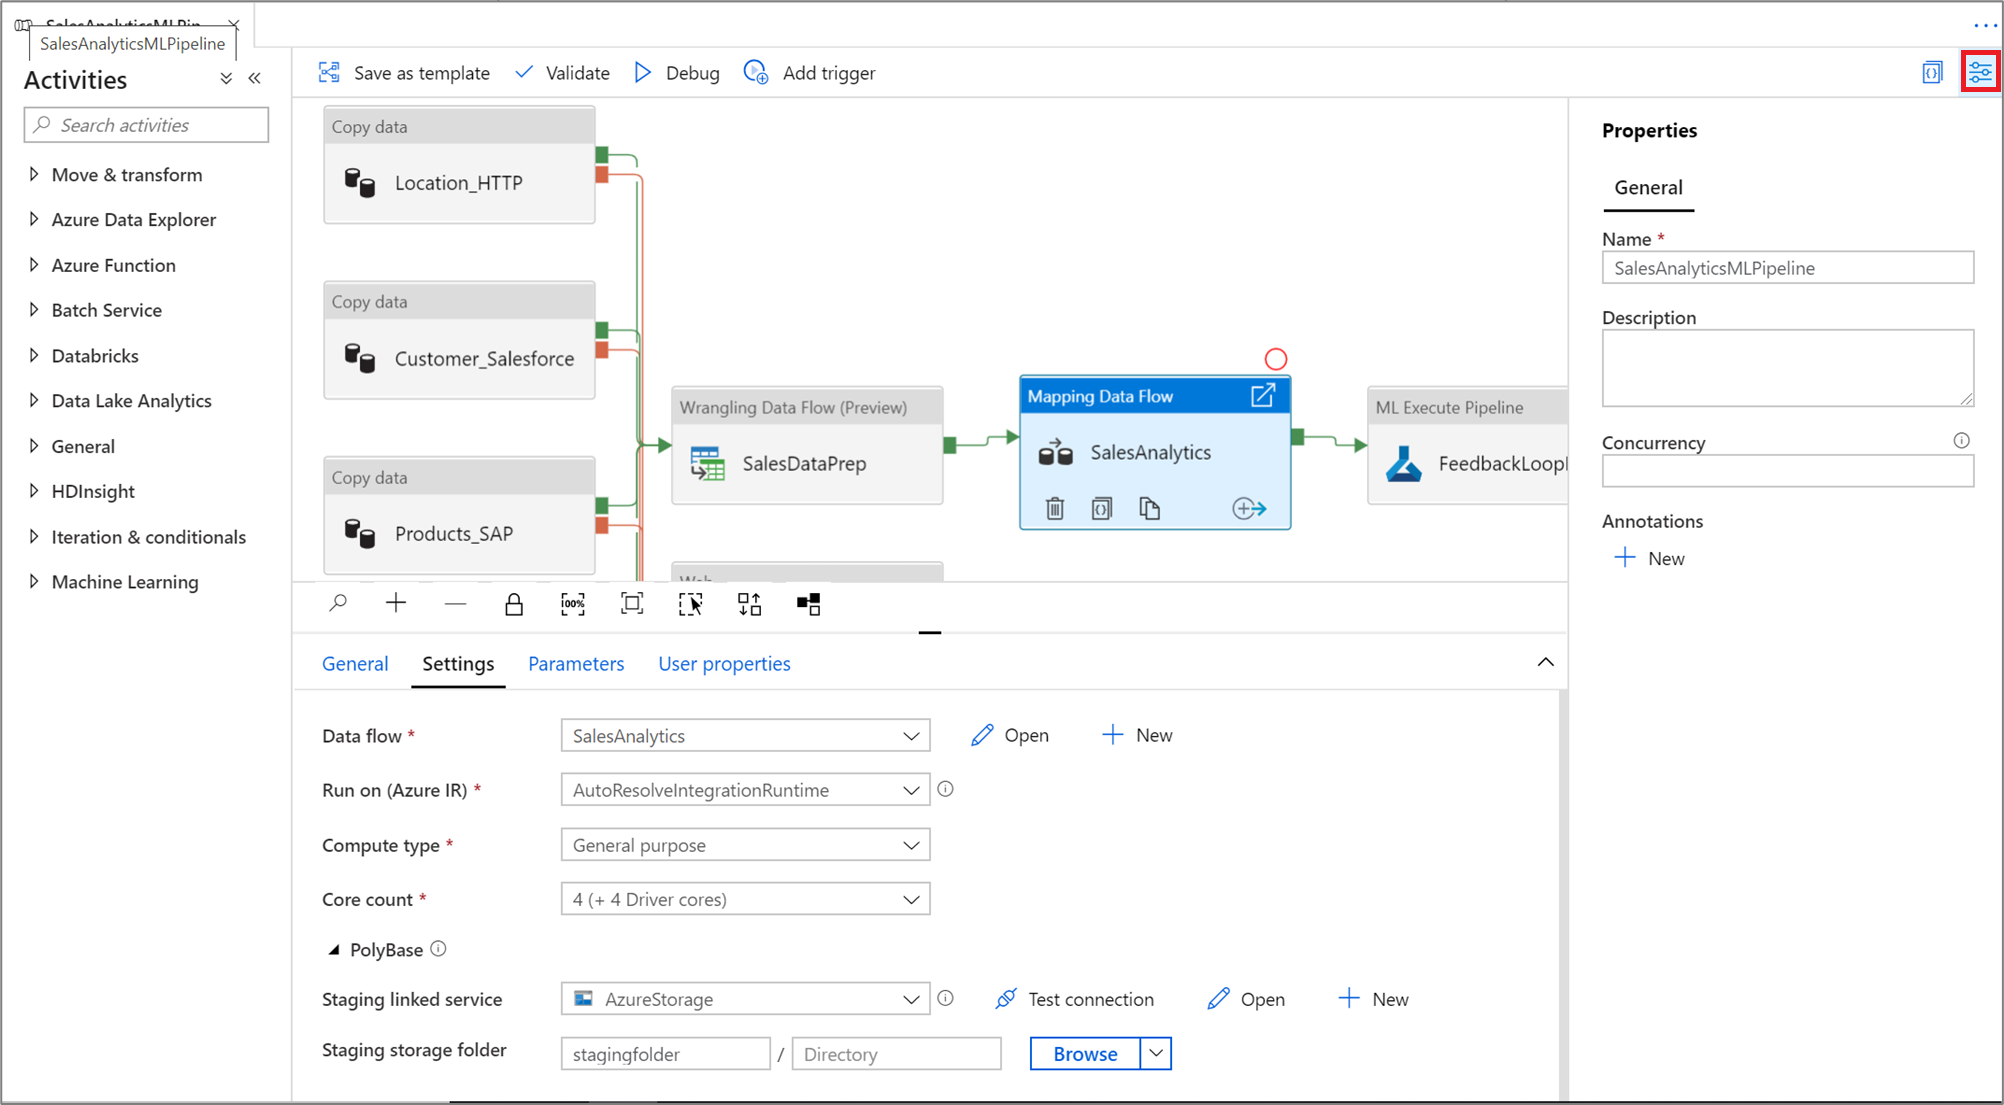 SalesAnalyticsMLPip
SalesAnalyticsMLPipeline
Activities
Search activities
Move & transform
Azure Data Explorer
Azure Function
Batch Service
Databricks
Data Lake Analytics
General
HDInsight
Iteration & conditionals
Machine Learning
Save as template
Validate
Debug
Add trigger
Copy data
Location_HTTP
Copy data
Customer_Salesforce
Copy data
Products_SAP
Wrangling Data Flow (Preview)
SalesDataPrep
Web
Mapping Data Flow
SalesAnalytics
ML Execute Pipeline
FeedbackLoop
100%
General
Settings
Parameters
User properties
Data flow *
SalesAnalytics
Open
New
Run on (Azure IR) *
AutoResolveIntegrationRuntime
Compute type *
General purpose
Core count *
4 (+ 4 Driver cores)
PolyBase
Staging linked service
AzureStorage
Test connection
Open
New
Staging storage folder
stagingfolder
/
Directory
Browse
Properties
General
Name *
SalesAnalyticsMLPipeline
Description
Concurrency
Annotations
New